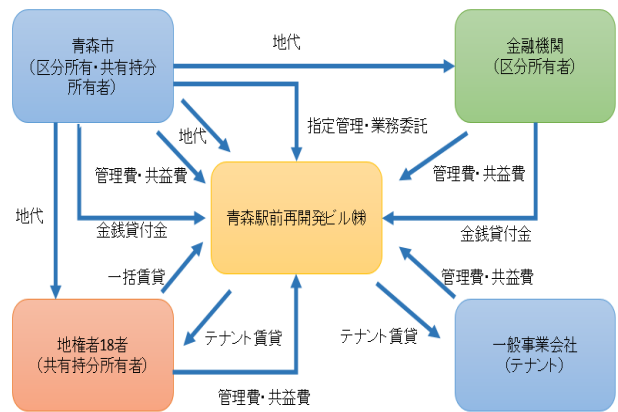 青森市
(区分所有・共有持分
所有者)
地代
金融機関
(区分所有者)
指定管理・業務委託
地代
管理費・共益費
管理費・共益費
地代
青森駅前再開発ビル㈱
金銭貸付金
金銭貸付金
一括賃貸
管理費・共益費
地権者18者
(共有持分所有者)
テナント賃貸
テナント賃貸
一般事業会社
(テナント)
管理費・共益費